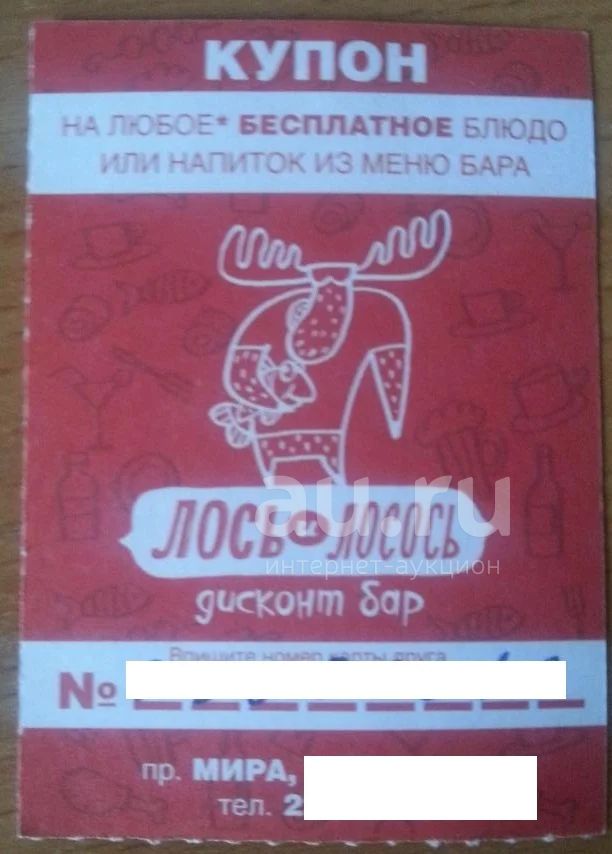 КУПОН
НА ЛЮБОЕ* БЕСПЛАТНОЕ БЛЮДО
ИЛИ НАПИТОК ИЗ МЕНЮ БАРА
ЛОСЬ и ЛОСОСЬ
au.ru
интернет-аукцион
дисконт бар
Впишите номер карты друга
№
пр. МИРА,
тел. 2